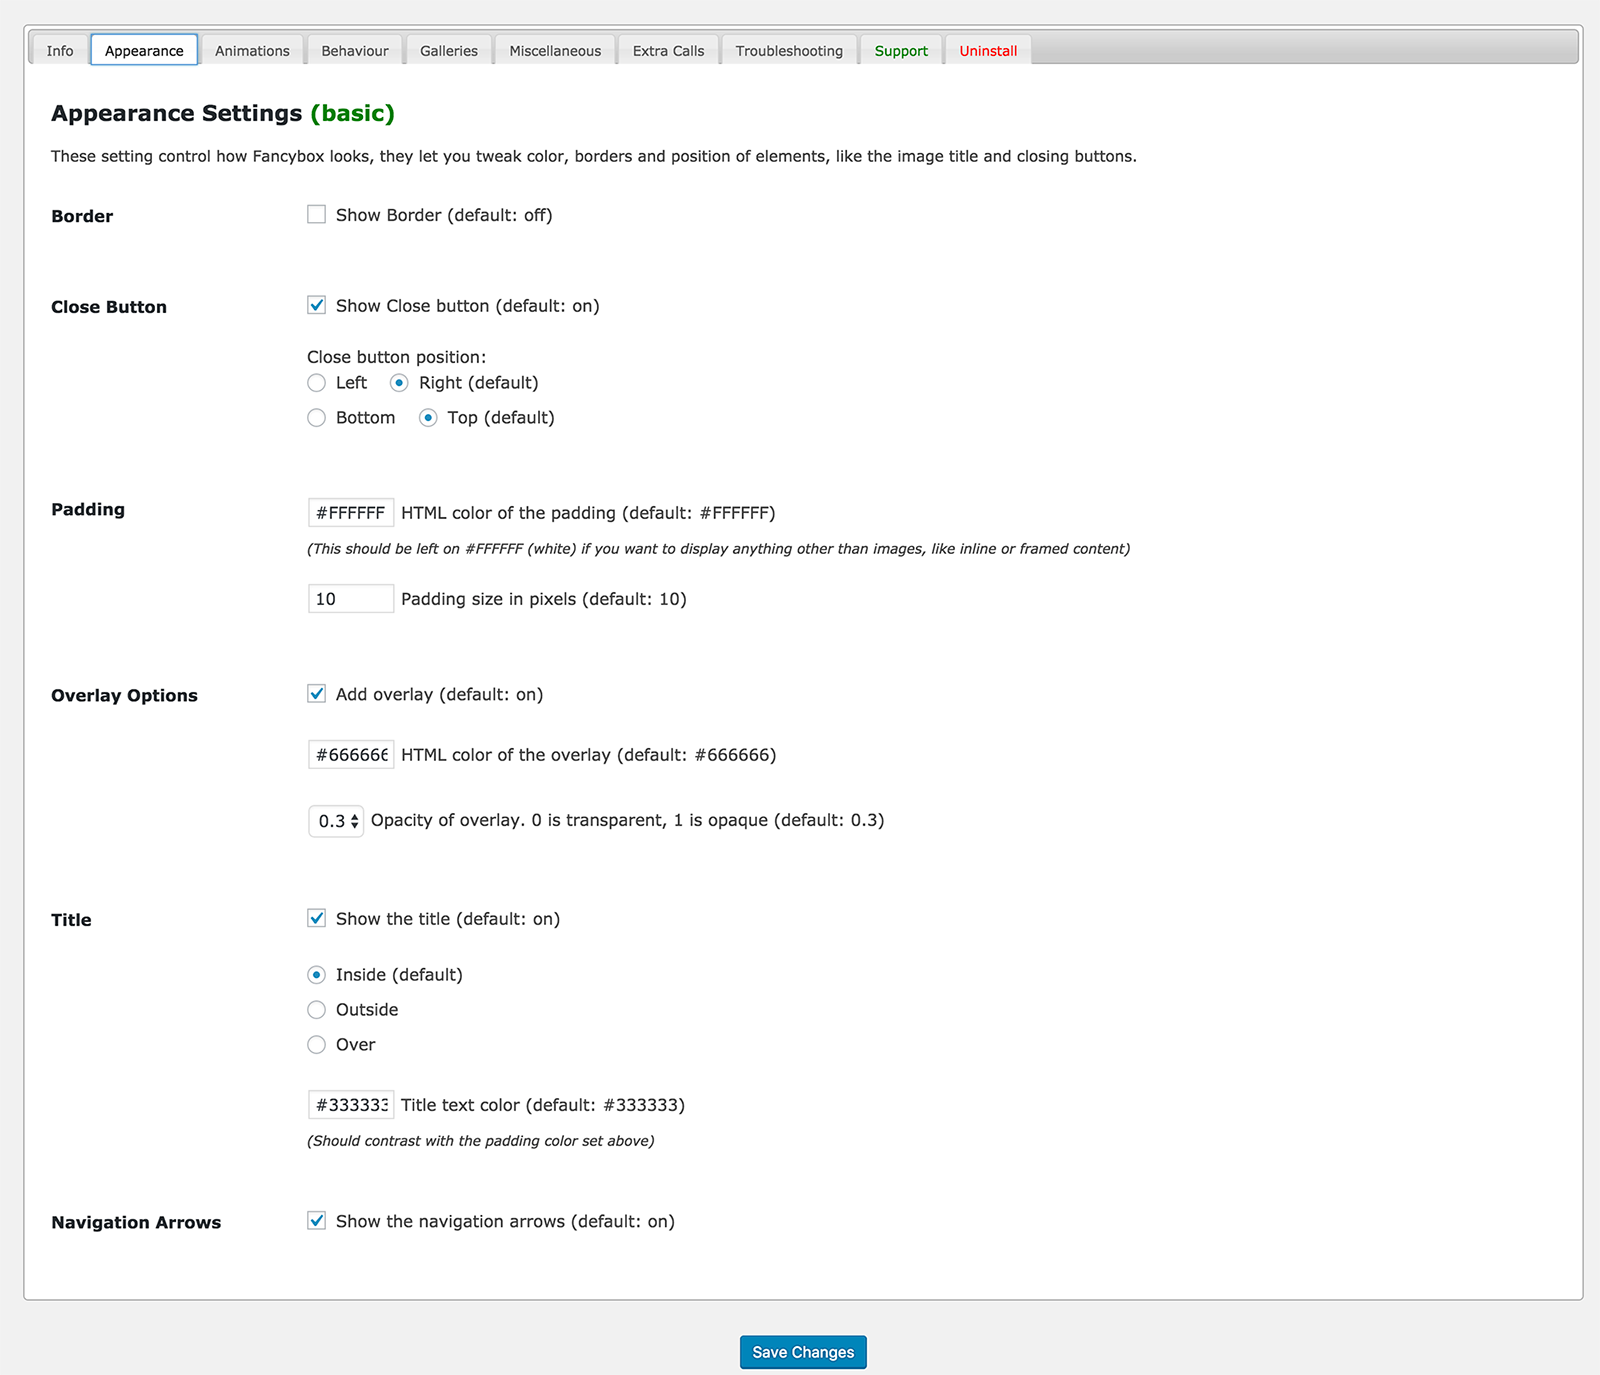 Info Appearance Animations Behaviour Galleries Miscellaneous Extra Calls Troubleshooting Support Uninstall
Appearance Settings (basic)
These setting control how Fancybox looks, they let you tweak color, borders and position of elements, like the image title and closing buttons.
Border Show Border (default: off)
Close Button Show Close button (default: on)
Close button position:
Left Right (default)
Bottom Top (default)
Padding #FFFFFF HTML color of the padding (default: #FFFFFF)
(This should be left on #FFFFFF (white) if you want to display anything other than images, like inline or framed content)
10 Padding size in pixels (default: 10)
Overlay Options Add overlay (default: on)
#666666 HTML color of the overlay (default: #666666)
0.3 Opacity of overlay. 0 is transparent, 1 is opaque (default: 0.3)
Title Show the title (default: on)
Inside (default)
Outside
Over
#333333 Title text color (default: #333333)
(Should contrast with the padding color set above)
Navigation Arrows Show the navigation arrows (default: on)
Save Changes